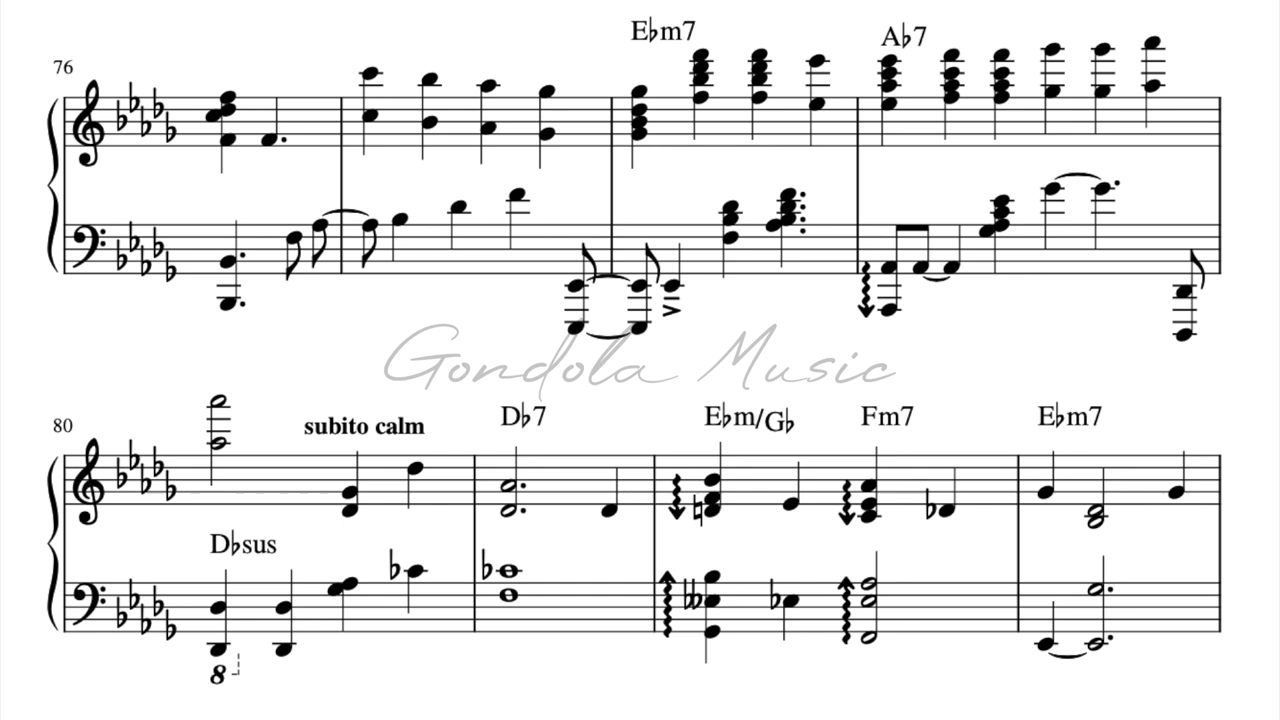 E♭m7
A♭7
76
Gondola Music
80
subito calm
D♭7
E♭m/G♭
Fm7
E♭m7
D♭sus
8